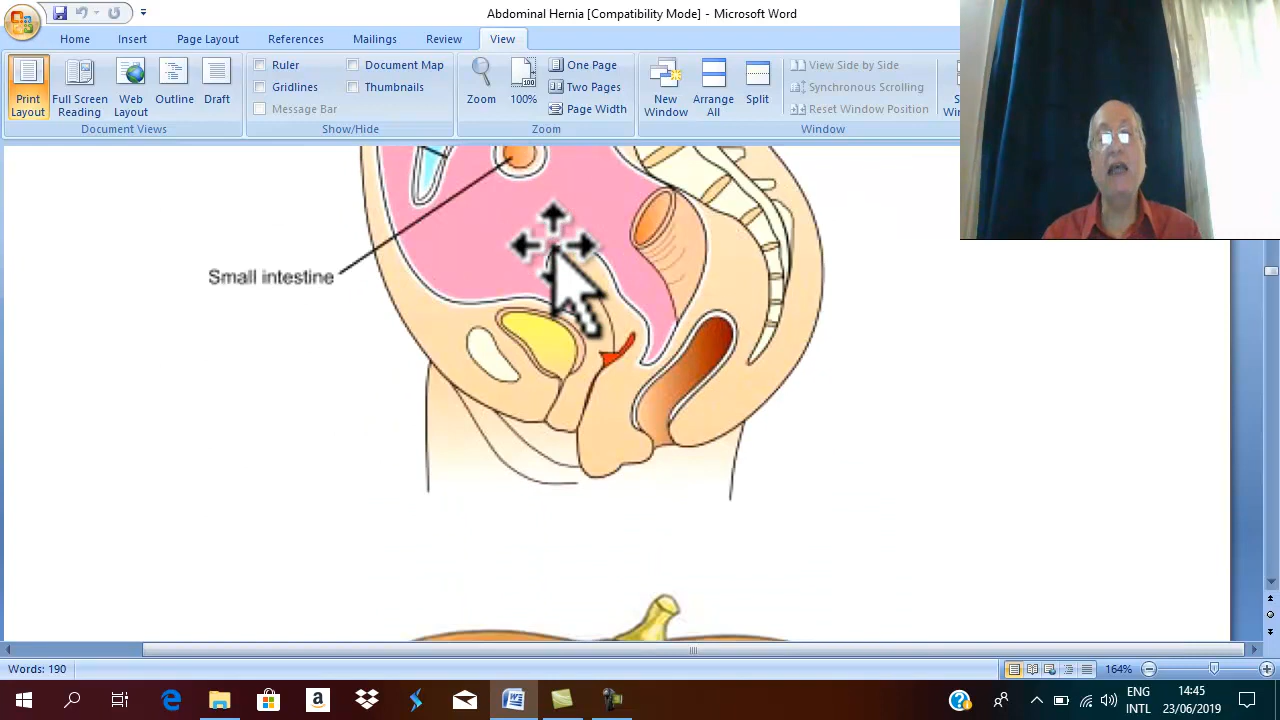 Abdominal Hernia [Compatibility Mode] - Microsoft Word
Home Insert Page Layout References Mailings Review View
Ruler Document Map One Page View Side by Side
Gridlines Thumbnails Two Pages Synchronous Scrolling
Message Bar Page Width Reset Window Position
Print Layout Full Screen Reading Web Layout Outline Draft Zoom 100% New Window Arrange All Split
Document Views Show/Hide Zoom Window
Small intestine
Words: 190 164%
ENG 14:45
INTL 23/06/2019